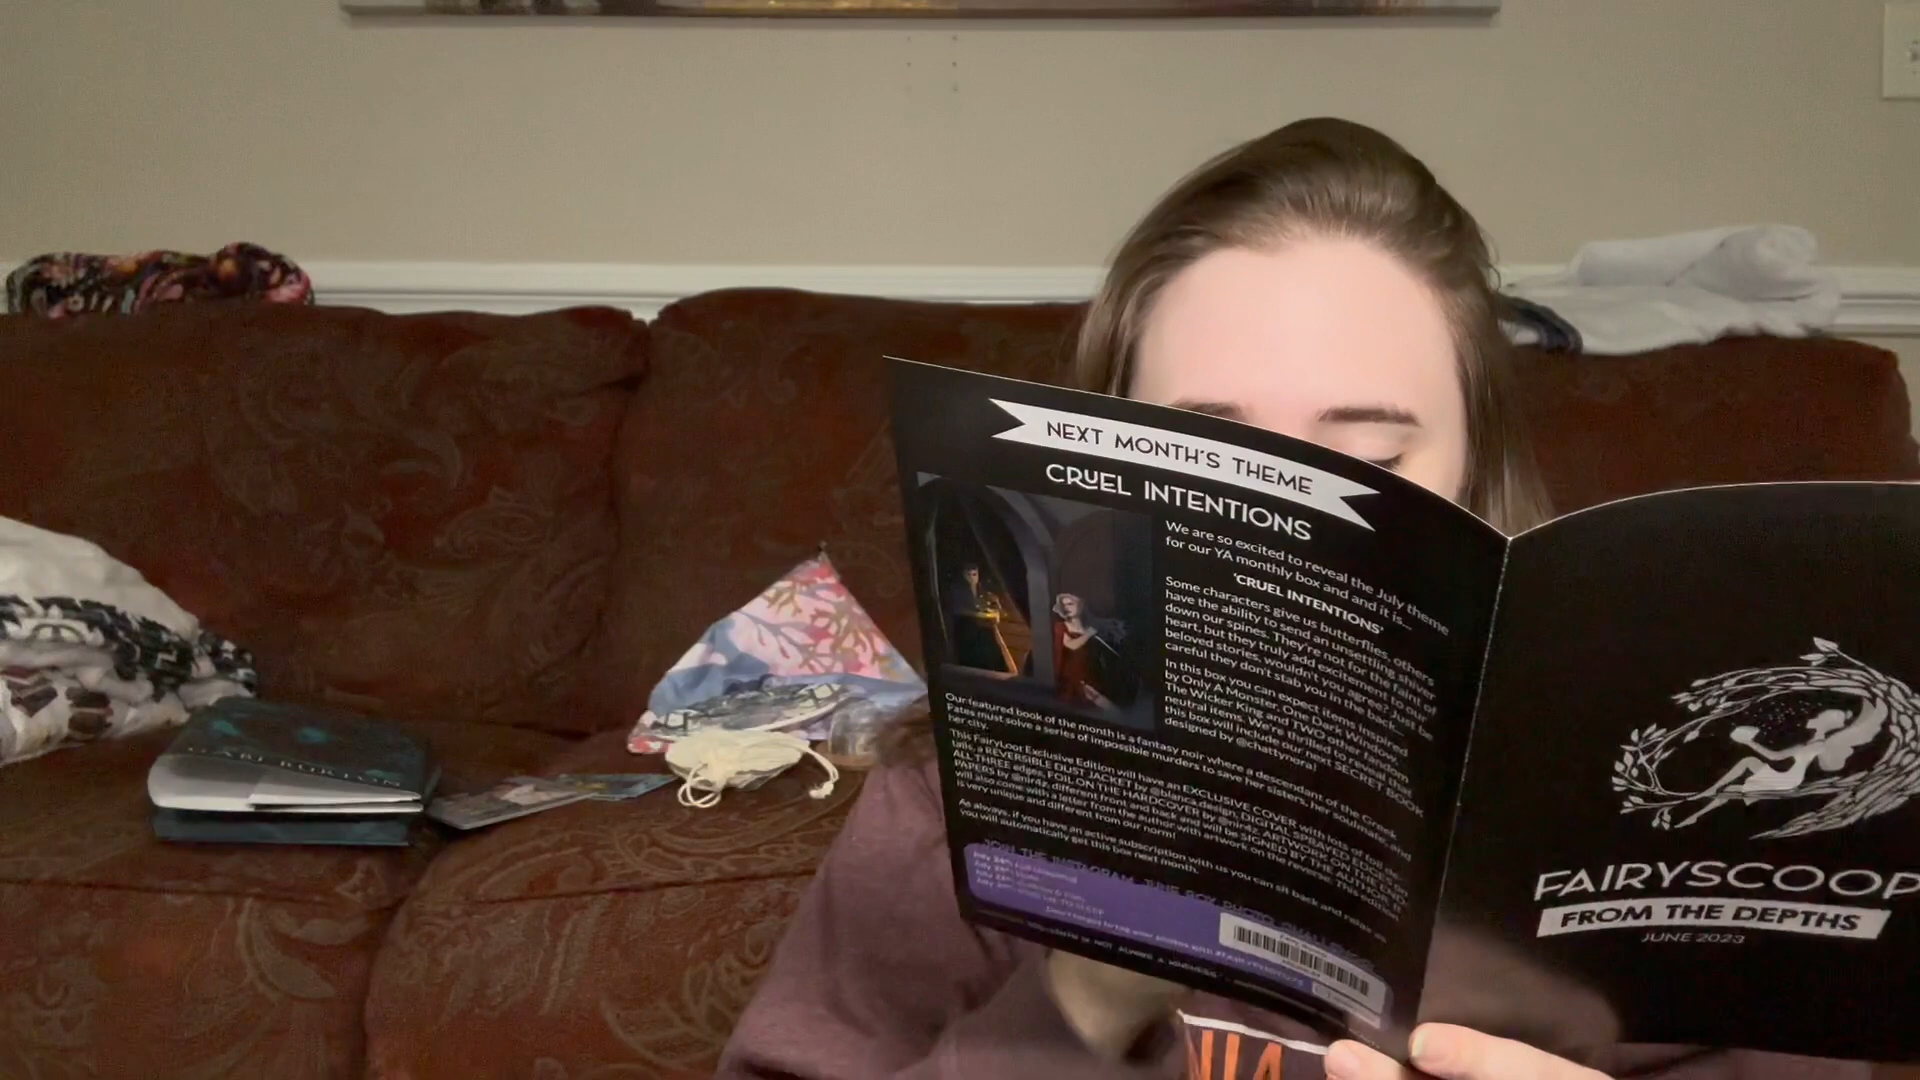 NEXT MONTH'S THEME
CRUEL INTENTIONS
We are so excited to reveal the July theme
for our YA monthly box and and it is...
'CRUEL INTENTIONS'
Some characters give us butterflies, others
have the ability to send an unsettling shiver
down our spines. They're not for the faint of
heart, but they truly add excitement to our
beloved stories, wouldn't you agree? Just be
careful they don't stab you in the back...
In this box you can expect items inspired
by Only A Monster, One Dark Window,
The Wicker King and TWO other fandom
neutral items. We're thrilled to reveal that
this box will include our next SECRET BOOK
designed by @chattynora!
Our featured book of the month is a fantasy noir where a descendant of the Greek
Fates must solve a series of impossible murders to save her sisters, her soulmate, and
her city.
This FairyLoot Exclusive Edition will have an EXCLUSIVE COVER with lots of foil de-
tails, a REVERSIBLE DUST JACKET by @blanca.design, DIGITAL SPRAYED EDGES on
ALL THREE edges, FOIL ON THE HARDCOVER by ARTWORK ON THE END-
PAPERS by different front and back and will be SIGNED BY THE AUTHOR. It
will also come with a letter from the author with artwork on the reverse. This edition
is very unique and different from our norm!
As always, if you have an active subscription with us you can sit back and relax as
you will automatically get this box next month.
JOIN THE INSTAGRAM JUNE BOX PHOTO CHALLENGE
FAIRYSCOOP
FROM THE DEPTHS
JUNE 2023